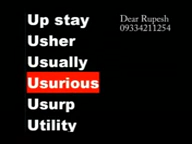 Up stay
Usher
Usually
Usurious
Usurp
Utility
Dear Rupesh
09334211254